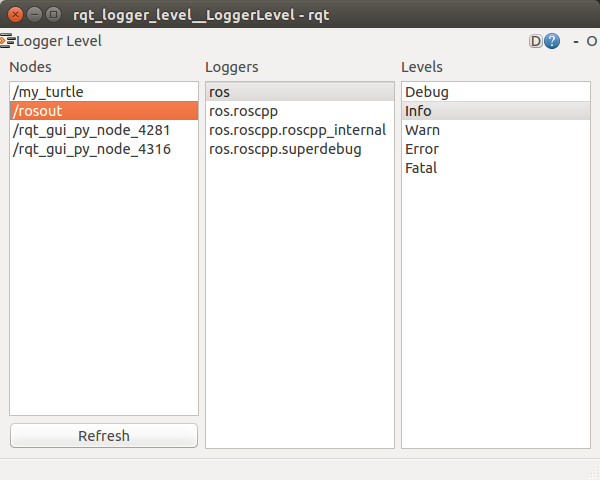 rqt_logger_level__LoggerLevel - rqt
Logger Level
D ? - O
Nodes
/my_turtle
/rosout
/rqt_gui_py_node_4281
/rqt_gui_py_node_4316
Refresh
Loggers
ros
ros.roscpp
ros.roscpp.roscpp_internal
ros.roscpp.superdebug
Levels
Debug
Info
Warn
Error
Fatal